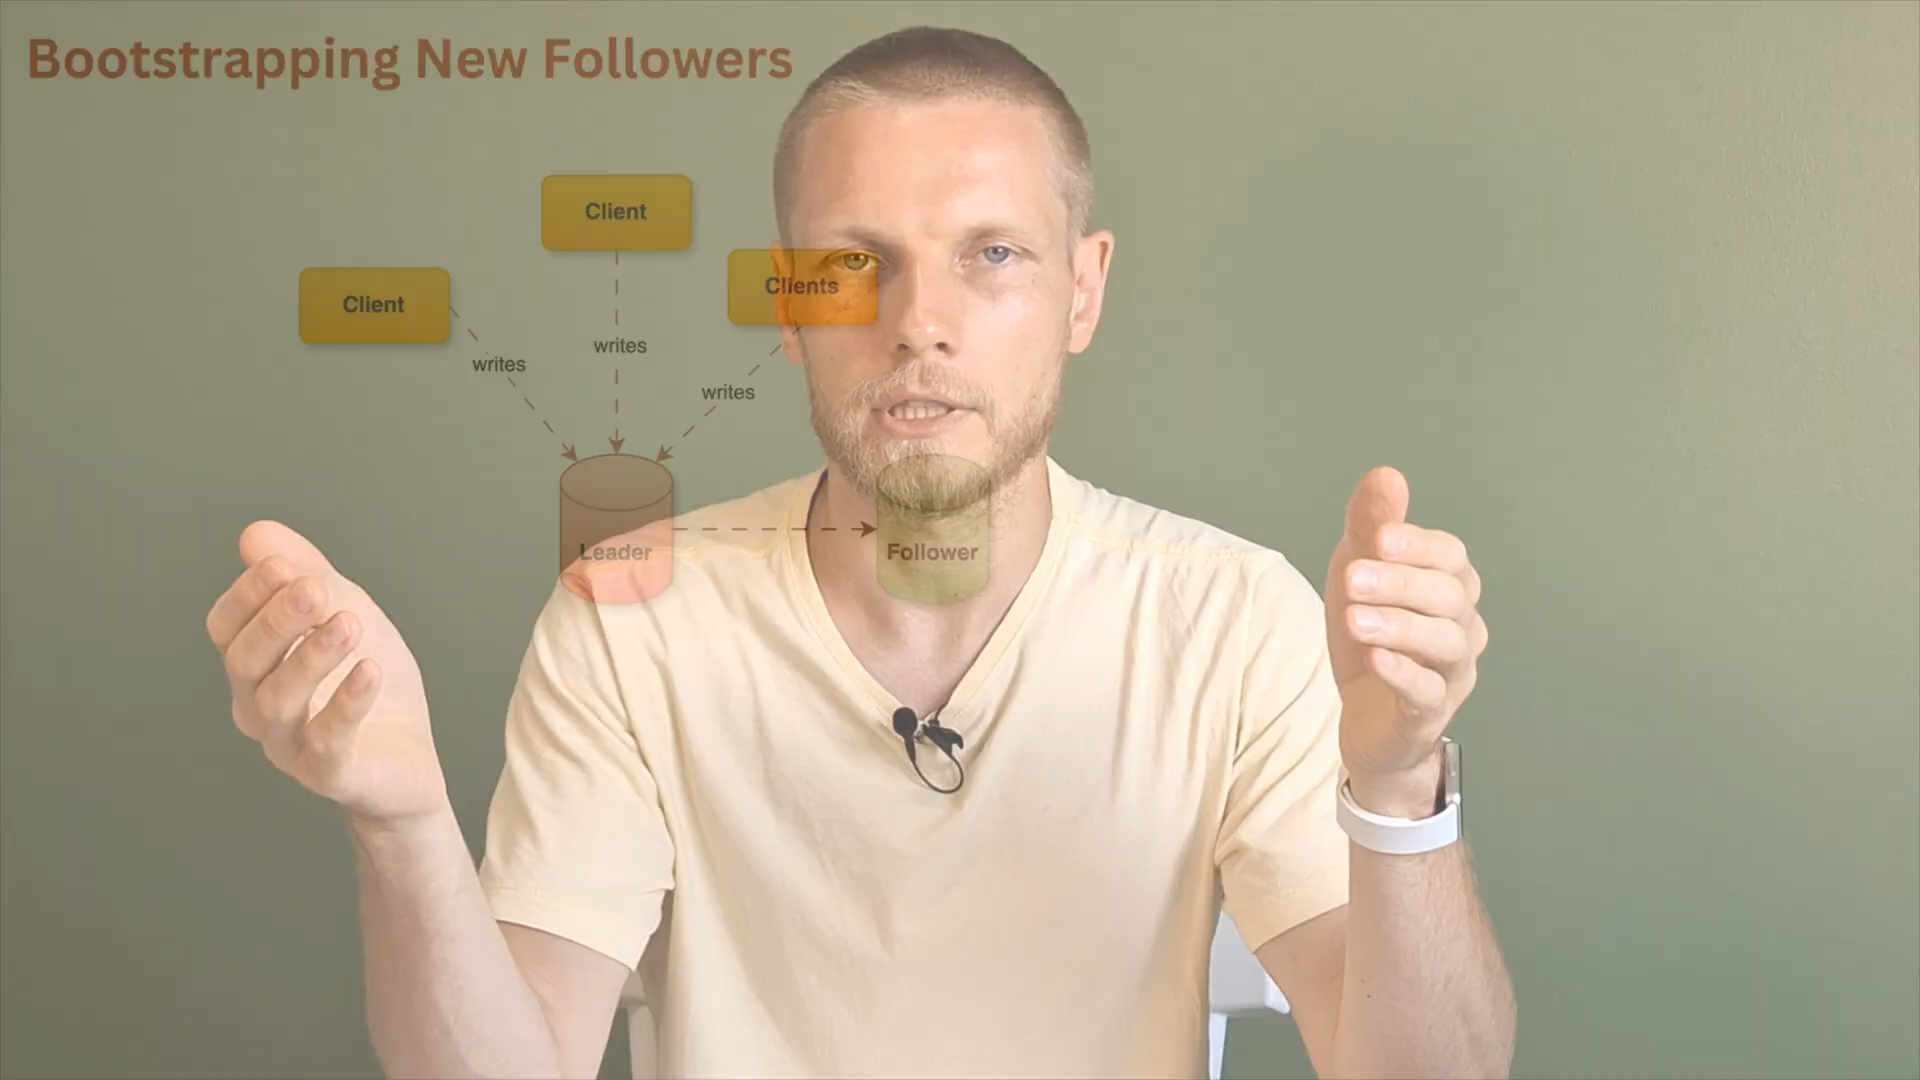 Bootstrapping New Followers
Client
Clients
Client
writes
writes
writes
Leader
Follower